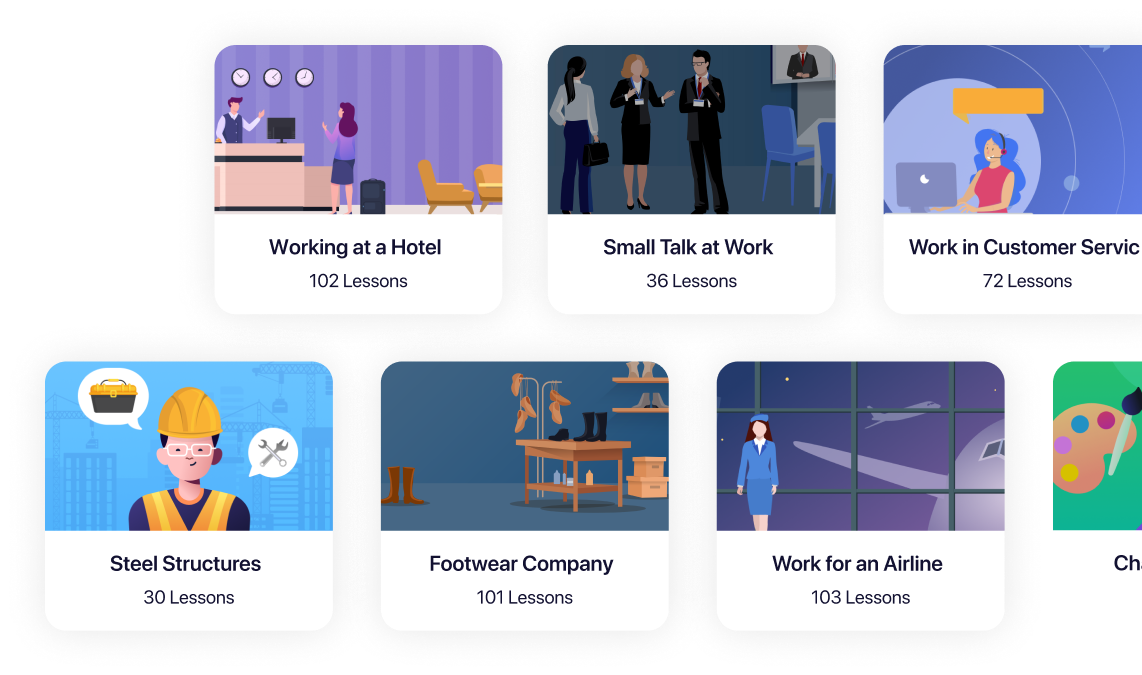 Working at a Hotel
102 Lessons
Small Talk at Work
36 Lessons
Work in Customer Servic
72 Lessons
Steel Structures
30 Lessons
Footwear Company
101 Lessons
Work for an Airline
103 Lessons